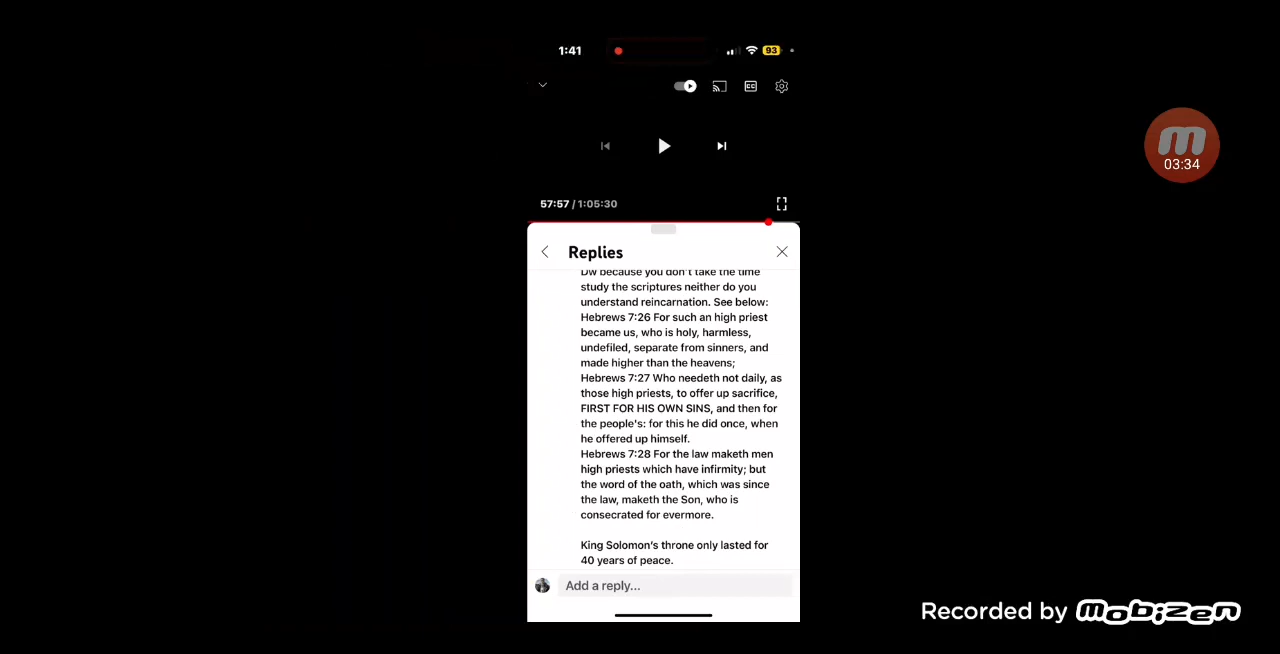 1:41
93
CC
03:34
57:57 / 1:05:30
Replies
Dw because you don't take the time
study the scriptures neither do you
understand reincarnation. See below:
Hebrews 7:26 For such an high priest
became us, who is holy, harmless,
undefiled, separate from sinners, and
made higher than the heavens;
Hebrews 7:27 Who needeth not daily, as
those high priests, to offer up sacrifice,
FIRST FOR HIS OWN SINS, and then for
the people's: for this he did once, when
he offered up himself.
Hebrews 7:28 For the law maketh men
high priests which have infirmity; but
the word of the oath, which was since
the law, maketh the Son, who is
consecrated for evermore.
King Solomon's throne only lasted for
40 years of peace.
Add a reply...
Recorded by mobizen